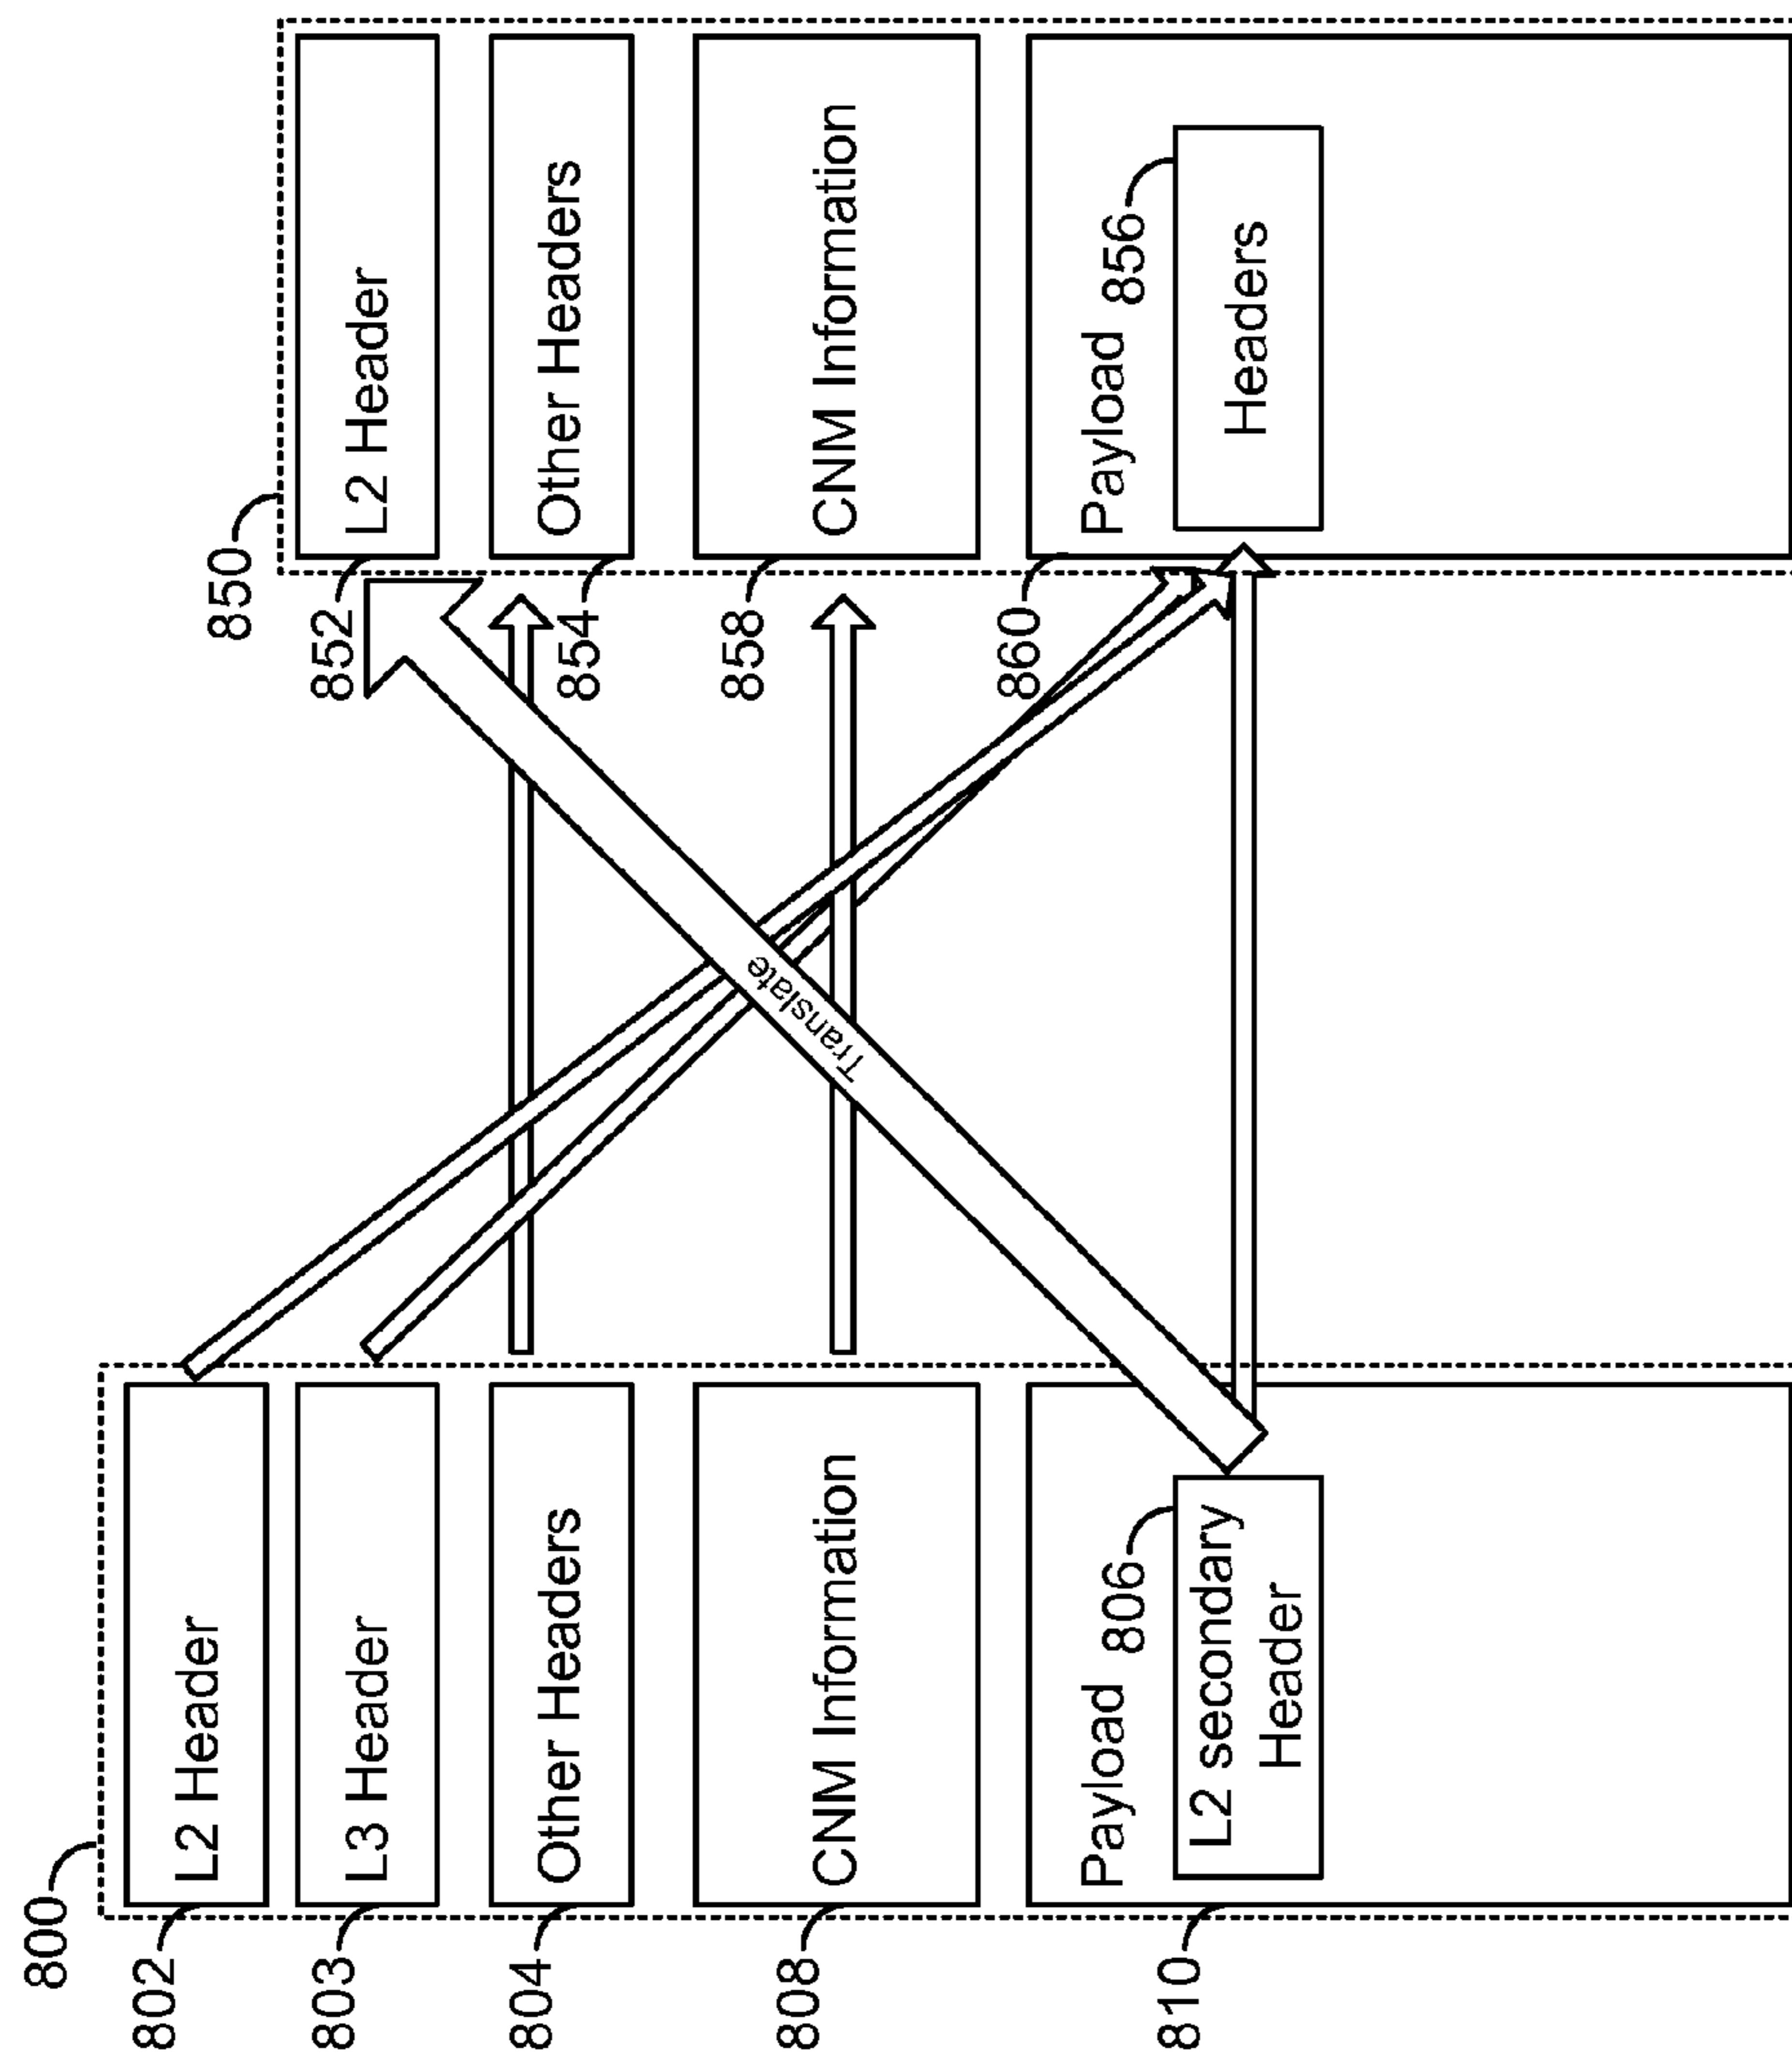 800
802
L2 Header
803
L3 Header
804
Other Headers
808
CNM Information
810
Payload
806
L2 secondary
Header
Translate
850
852
L2 Header
854
Other Headers
858
CNM Information
860
Payload
856
Headers